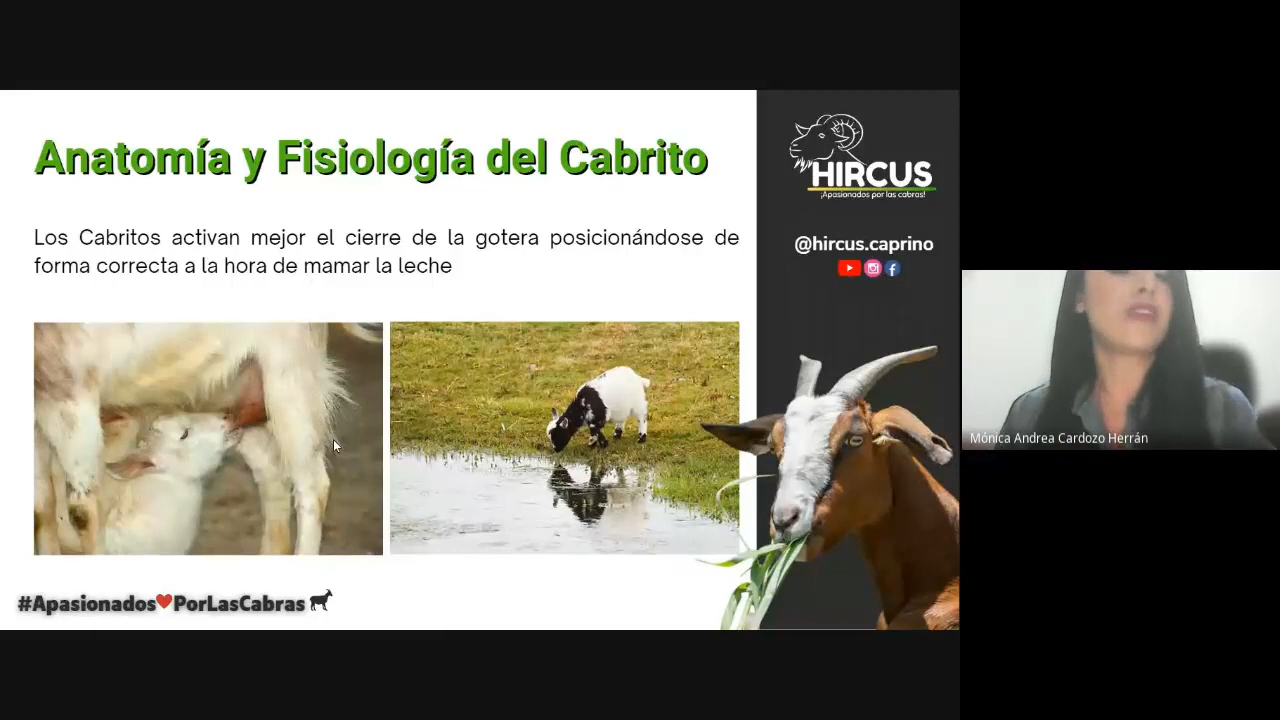 Anatomía y Fisiología del Cabrito
Los Cabritos activan mejor el cierre de la gotera posicionándose de
forma correcta a la hora de mamar la leche
#Apasionados❤PorLasCabras
HIRCUS
¡Apasionados por las cabras!
@hircus.caprino
Mónica Andrea Cardozo Herrán